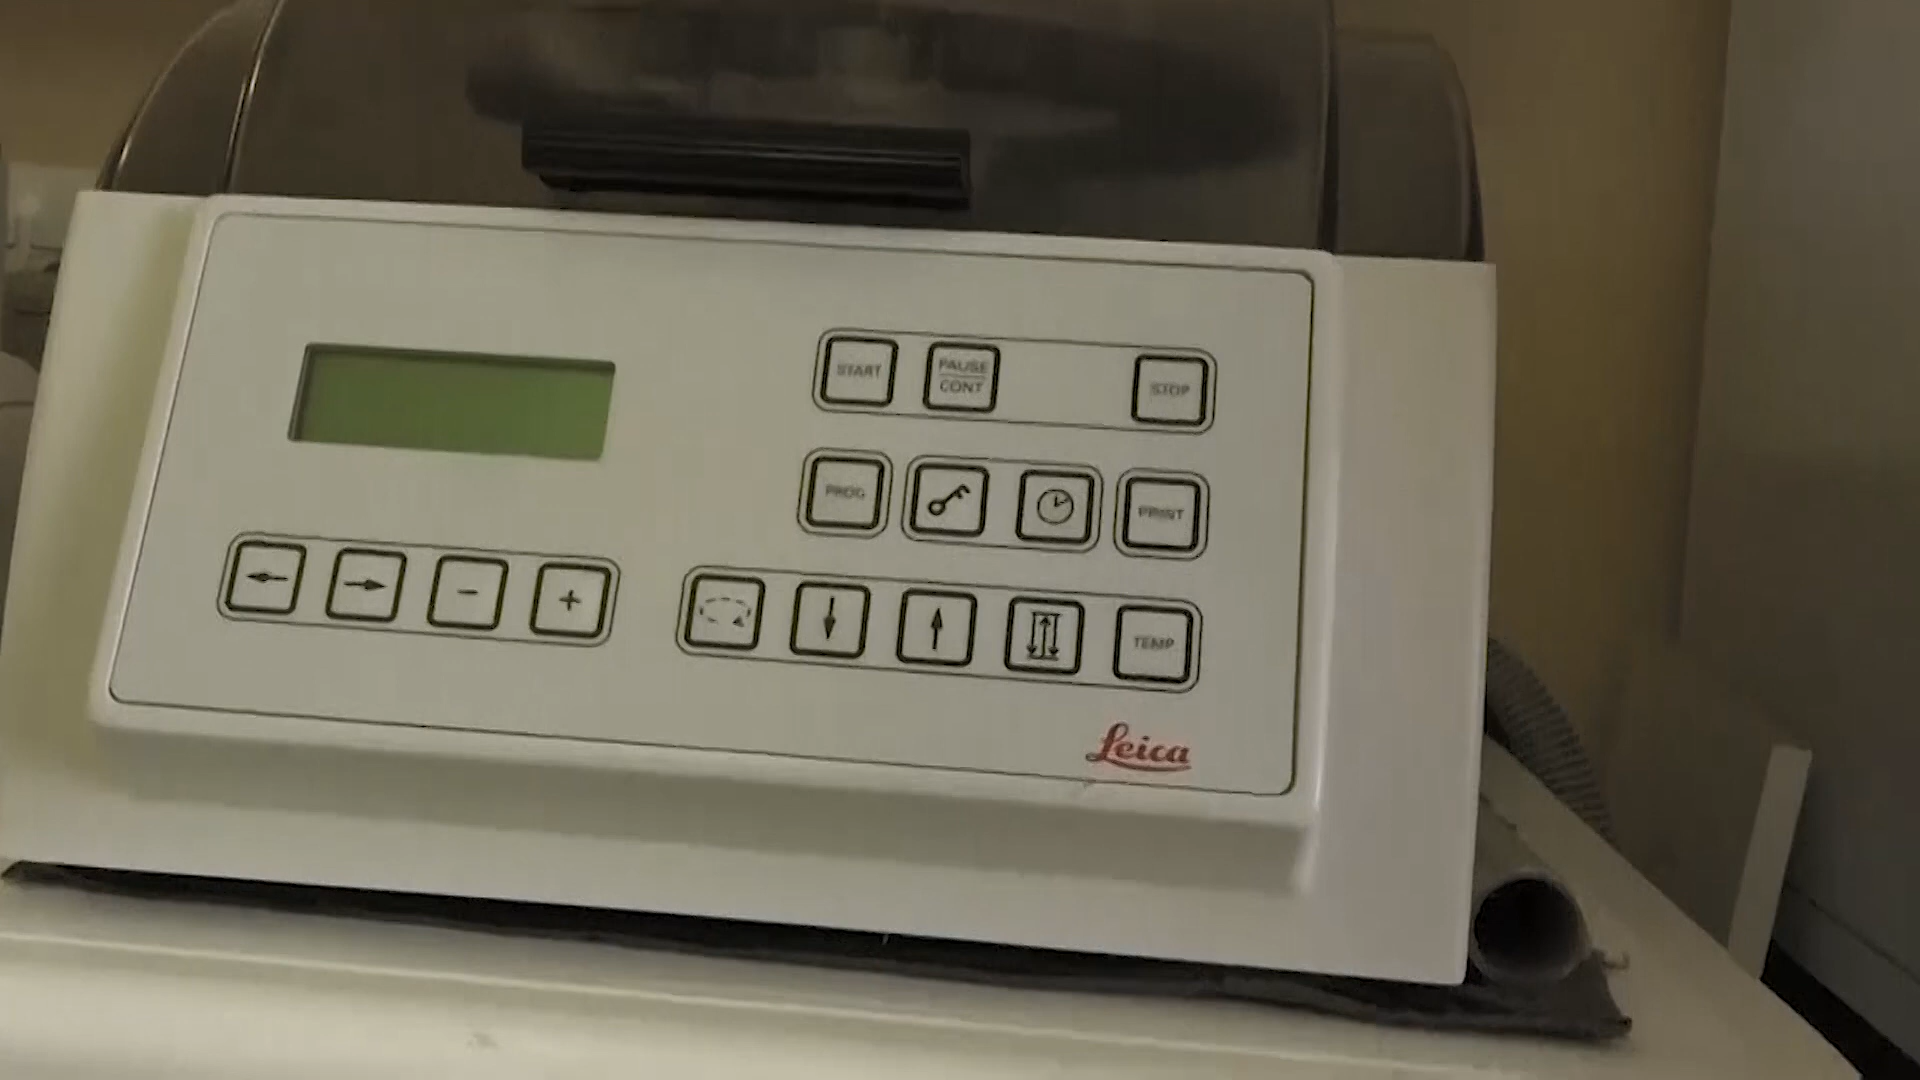 START
PAUSE
CONT
STOP
PROG
PRINT
- +
TEMP
Leica